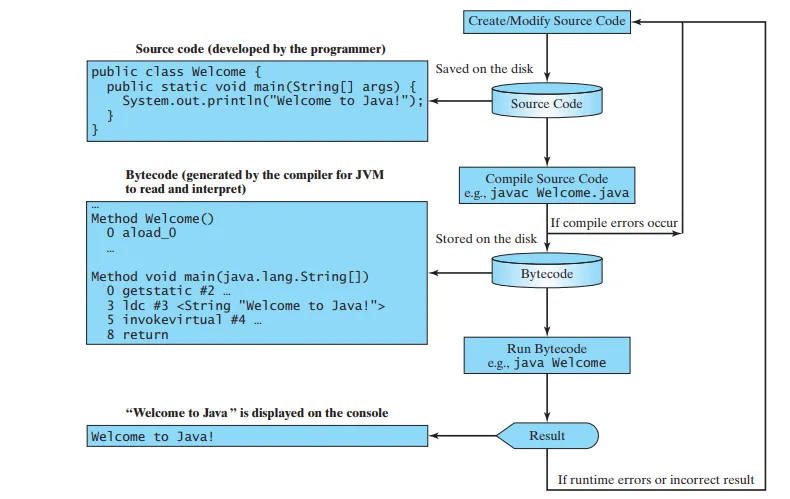 Create/Modify Source Code
Source code (developed by the programmer)
Saved on the disk
public class Welcome {
public static void main(String[] args) {
System.out.println("Welcome to Java!");
}
}
Source Code
Bytecode (generated by the compiler for JVM
to read and interpret)
Compile Source Code
e.g., javac Welcome.java
…
Method Welcome()
0 aload_0
…
Method void main(java.lang.String[])
0 getstatic #2 …
3 ldc #3 <String "Welcome to Java!">
5 invokevirtual #4 …
8 return
If compile errors occur
Stored on the disk
Bytecode
Run Bytecode
e.g., java Welcome
“Welcome to Java” is displayed on the console
Welcome to Java!
Result
If runtime errors or incorrect result